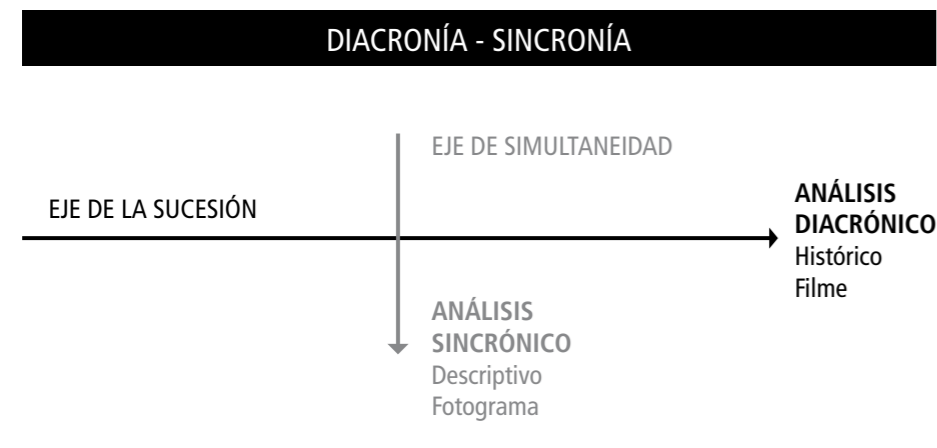 DIACRONÍA - SINCRONÍA
EJE DE SIMULTANEIDAD
EJE DE LA SUCESIÓN
ANÁLISIS
DIACRÓNICO
Histórico
Filme
ANÁLISIS
SINCRÓNICO
Descriptivo
Fotograma